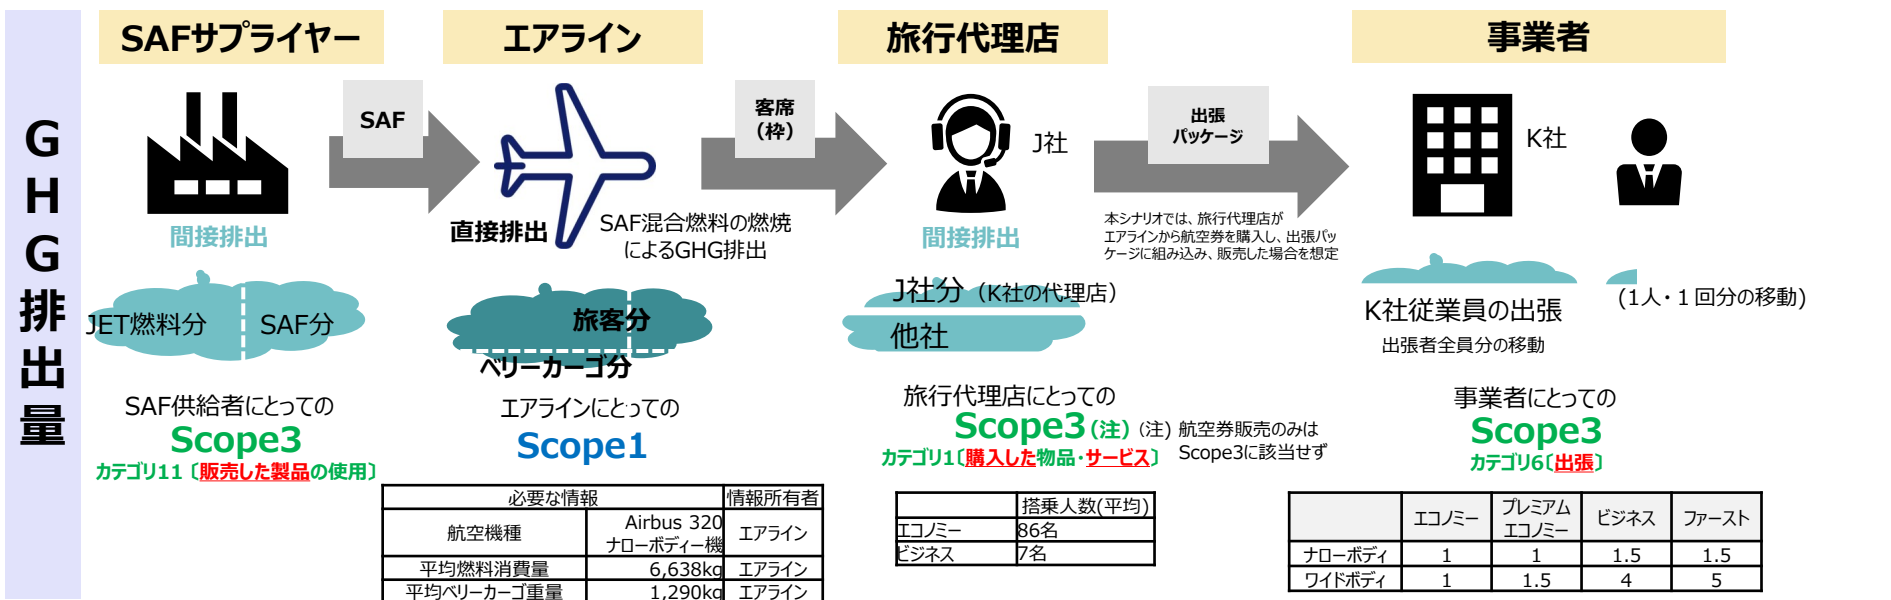 GHG排出量
SAFサプライヤー
エアライン
旅行代理店
事業者
SAF
客席
（枠）
出張
パッケージ
J社
K社
間接排出
直接排出
SAF混合燃料の燃焼
によるGHG排出
間接排出
本シナリオでは、旅行代理店が
エアラインから航空券を購入し、出張パッ
ケージに組み込み、販売した場合を想定
JET燃料分
SAF分
旅客分
ベリーカーゴ分
J社分（K社の代理店）
他社
K社従業員の出張
出張者全員分の移動
(1人・１回分の移動)
SAF供給者にとっての
Scope3
カテゴリ11〔販売した製品の使用〕
エアラインにとっての
Scope1
旅行代理店にとっての
Scope3（注）
カテゴリ1〔購入した物品・サービス〕
(注) 航空券販売のみは
Scope3に該当せず
事業者にとっての
Scope3
カテゴリ6〔出張〕
必要な情報 情報所有者
航空機種 Airbus 320 ナローボディー機 エアライン
平均燃料消費量 6,638kg エアライン
平均ベリーカーゴ重量 1,290kg エアライン
搭乗人数(平均)
エコノミー 86名
ビジネス 7名
エコノミー プレミアムエコノミー ビジネス ファースト
ナローボディ 1 1 1.5 1.5
ワイドボディ 1 1.5 4 5